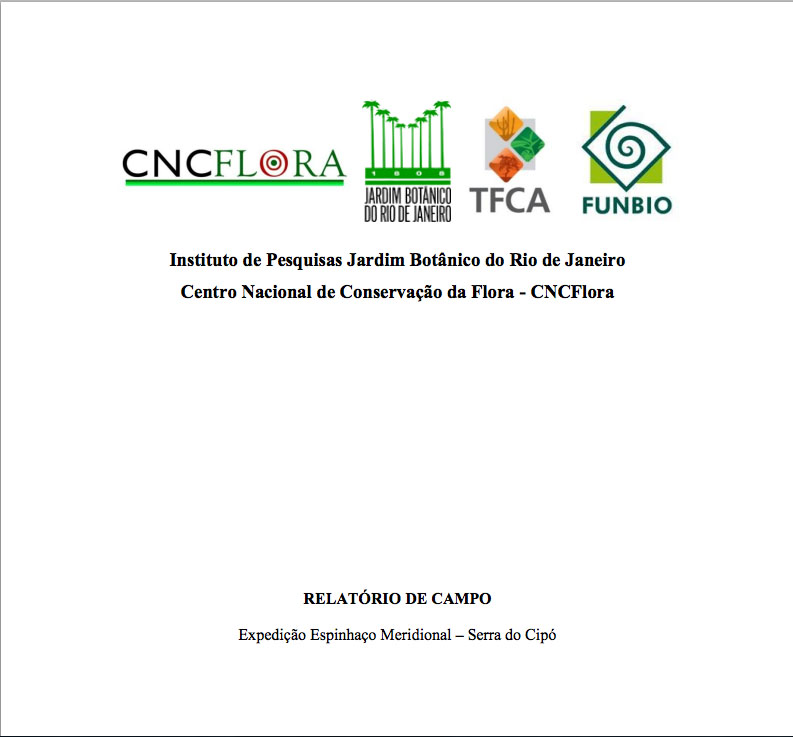 CNCFLORA
1808
JARDIM BOTÂNICO
DO RIO DE JANEIRO
TFCA
FUNBIO
Instituto de Pesquisas Jardim Botânico do Rio de Janeiro
Centro Nacional de Conservação da Flora - CNCFlora
RELATÓRIO DE CAMPO
Expedição Espinhaço Meridional – Serra do Cipó